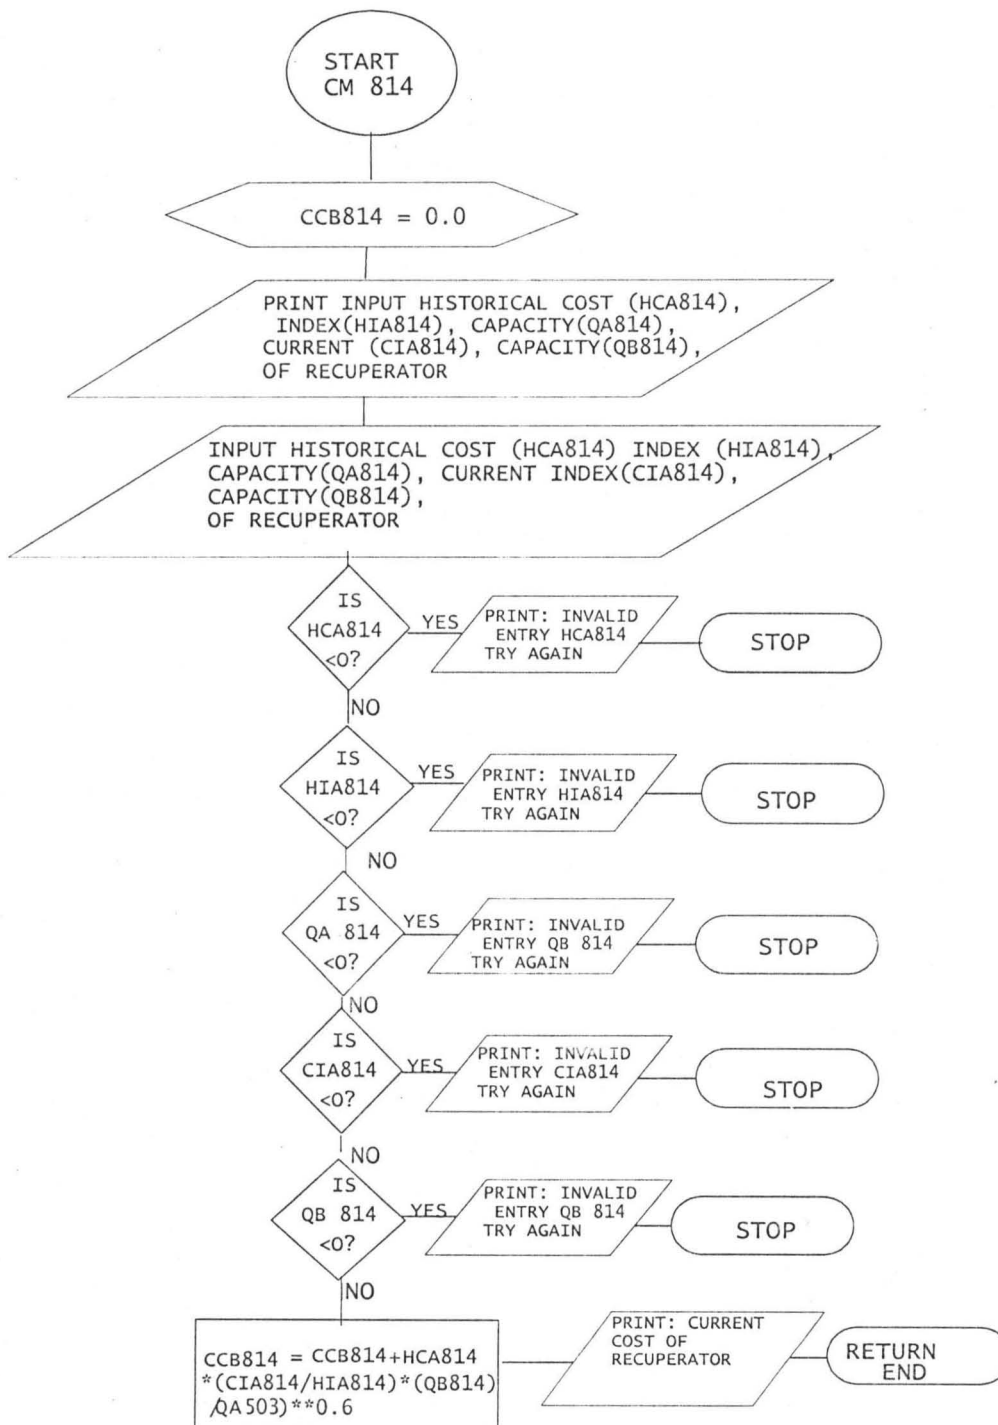 START
CM 814
CCB814 = 0.0
PRINT INPUT HISTORICAL COST (HCA814),
INDEX(HIA814), CAPACITY(QA814),
CURRENT (CIA814), CAPACITY(QB814),
OF RECUPERATOR
INPUT HISTORICAL COST (HCA814) INDEX (HIA814),
CAPACITY(QA814), CURRENT INDEX(CIA814),
CAPACITY(QB814),
OF RECUPERATOR
IS
HCA814
<0?
YES
PRINT: INVALID
ENTRY HCA814
TRY AGAIN
STOP
NO
IS
HIA814
<0?
YES
PRINT: INVALID
ENTRY HIA814
TRY AGAIN
STOP
NO
IS
QA 814
<0?
YES
PRINT: INVALID
ENTRY QB 814
TRY AGAIN
STOP
NO
IS
CIA814
<0?
YES
PRINT: INVALID
ENTRY CIA814
TRY AGAIN
STOP
NO
IS
QB 814
<0?
YES
PRINT: INVALID
ENTRY QB 814
TRY AGAIN
STOP
NO
CCB814 = CCB814+HCA814
*(CIA814/HIA814)*(QB814)
/QA503)**0.6
PRINT: CURRENT
COST OF
RECUPERATOR
RETURN
END